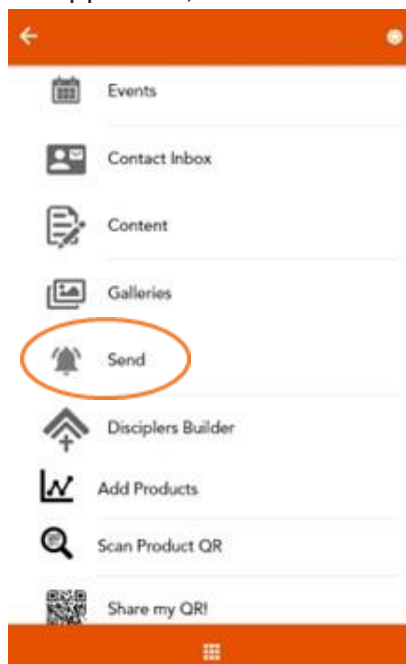 Events
Contact Inbox
Content
Galleries
Send
Disciplers Builder
Add Products
Scan Product QR
Share my QR!